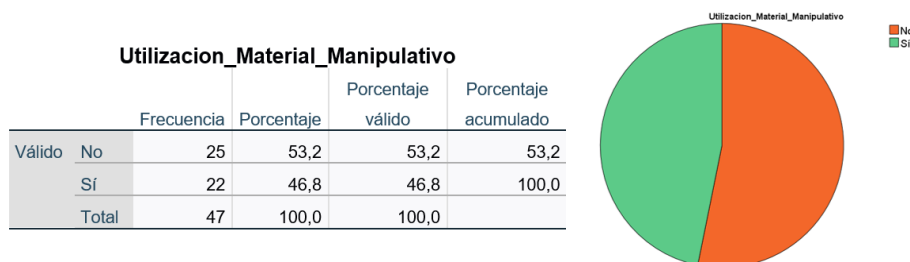 Utilizacion_Material_Manipulativo
Porcentaje Porcentaje
Frecuencia Porcentaje válido acumulado
Válido No 25 53,2 53,2 53,2
Sí 22 46,8 46,8 100,0
Total 47 100,0 100,0
Utilizacion_Material_Manipulativo
No
Sí